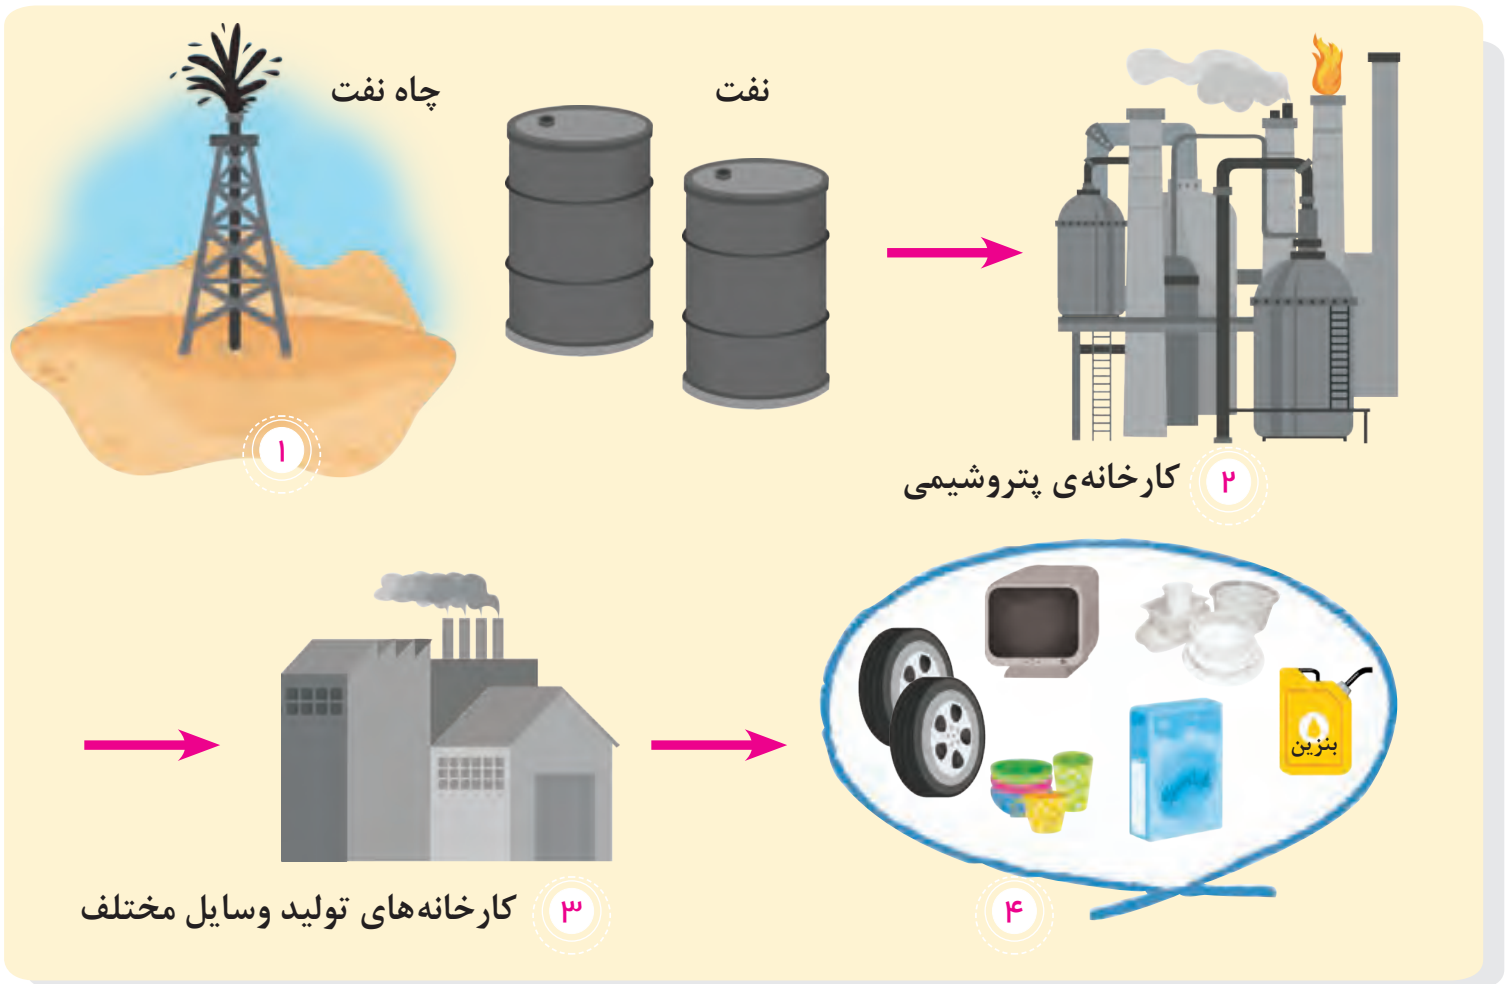 چاه نفت
نفت
۱
۲
کارخانه‌ی پتروشیمی
بنزین
۳
کارخانه‌های تولید وسایل مختلف
۴